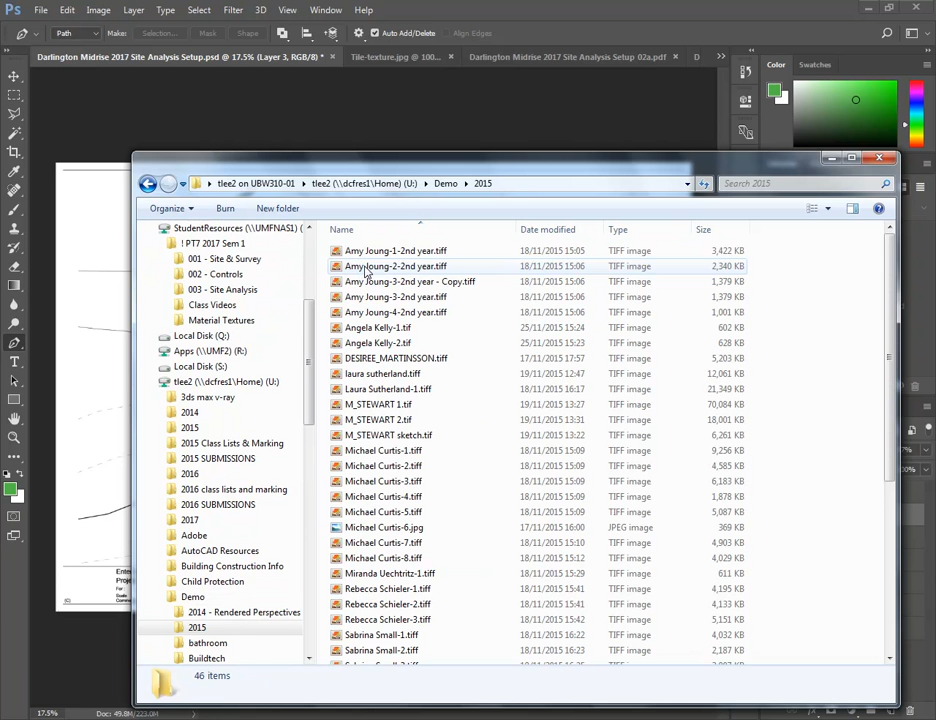 Ps File Edit Image Layer Type Select Filter 3D View Window Help
Path Make: Selection... Mask Shape Auto Add/Delete Align Edges
Darlington Midrise 2017 Site Analysis Setup.psd @ 17.5% (Layer 3, RGB/8) * × Tile-texture.jpg @ 100... × Darlington Midrise 2017 Site Analysis Setup 02a.pdf × D
Color Swatches
tlee2 on UBW310-01 tlee2 (\\dcfres1\Home) (U:) Demo 2015 Search 2015
Organize Burn New folder
StudentResources (\\UMFNAS1) (
! PT77 2017 Sem 1
001 - Site & Survey
002 - Controls
003 - Site Analysis
Class Videos
Material Textures
Local Disk (Q:)
Apps (\\UMF2) (R:)
Local Disk (S:)
tlee2 (\\dcfres1\Home) (U:)
3ds max v-ray
2014
2015
2015 Class Lists & Marking
2015 SUBMISSIONS
2016
2016 class lists and marking
2016 SUBMISSIONS
2017
Adobe
AutoCAD Resources
Building Construction Info
Child Protection
Demo
2014 - Rendered Perspectives
2015
bathroom
Buildtech
Name Date modified Type Size
Amy Joung-1-2nd year.tiff 18/11/2015 15:05 TIFF image 3,422 KB
Amy Joung-2-2nd year.tiff 18/11/2015 15:06 TIFF image 2,340 KB
Amy Joung-3-2nd year - Copy.tiff 18/11/2015 15:06 TIFF image 1,379 KB
Amy Joung-3-2nd year.tiff 18/11/2015 15:06 TIFF image 1,379 KB
Amy Joung-4-2nd year.tiff 18/11/2015 15:06 TIFF image 1,001 KB
Angela Kelly-1.tif 25/11/2015 15:24 TIFF image 602 KB
Angela Kelly-2.tif 25/11/2015 15:23 TIFF image 628 KB
DESIREE_MARTINSSON.tiff 17/11/2015 17:57 TIFF image 5,203 KB
laura sutherland.tiff 19/11/2015 12:47 TIFF image 12,061 KB
Laura Sutherland-1.tiff 18/11/2015 16:17 TIFF image 21,349 KB
M_STEWART 1.tif 19/11/2015 13:27 TIFF image 70,084 KB
M_STEWART 2.tif 19/11/2015 13:31 TIFF image 18,001 KB
M_STEWART sketch.tif 19/11/2015 13:22 TIFF image 6,261 KB
Michael Curtis-1.tiff 18/11/2015 15:09 TIFF image 9,256 KB
Michael Curtis-2.tiff 18/11/2015 15:09 TIFF image 4,585 KB
Michael Curtis-3.tiff 18/11/2015 15:09 TIFF image 6,183 KB
Michael Curtis-4.tiff 18/11/2015 15:09 TIFF image 1,878 KB
Michael Curtis-5.tiff 18/11/2015 15:09 TIFF image 5,087 KB
Michael Curtis-6.jpg 17/11/2015 16:00 JPEG image 369 KB
Michael Curtis-7.tiff 18/11/2015 15:10 TIFF image 4,903 KB
Michael Curtis-8.tiff 18/11/2015 15:12 TIFF image 4,029 KB
Miranda Uechtritz-1.tiff 18/11/2015 15:29 TIFF image 611 KB
Rebecca Schieler-1.tiff 18/11/2015 15:41 TIFF image 4,195 KB
Rebecca Schieler-2.tiff 18/11/2015 15:41 TIFF image 6,133 KB
Rebecca Schieler-3.tiff 18/11/2015 15:42 TIFF image 5,151 KB
Sabrina Small-1.tiff 18/11/2015 16:22 TIFF image 4,032 KB
Sabrina Small-2.tiff 18/11/2015 16:23 TIFF image 2,187 KB
46 items
17.5% Doc: 49.8M/223.0M